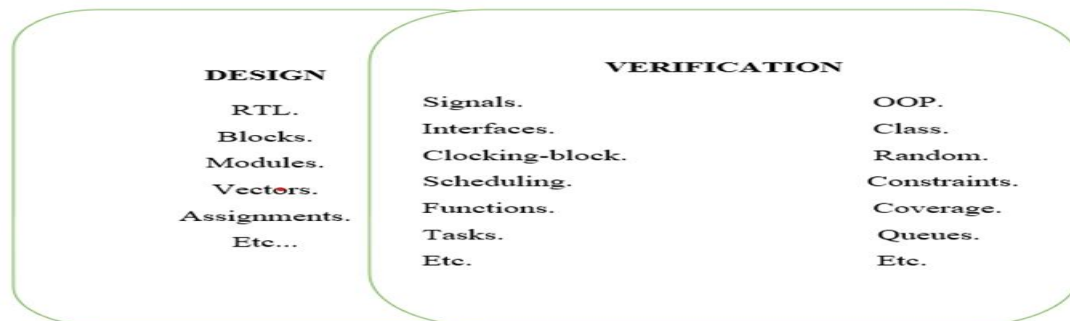 DESIGN
RTL.
Blocks.
Modules.
Vectors.
Assignments.
Etc...
VERIFICATION
Signals.
Interfaces.
Clocking-block.
Scheduling.
Functions.
Tasks.
Etc.
OOP.
Class.
Random.
Constraints.
Coverage.
Queues.
Etc.